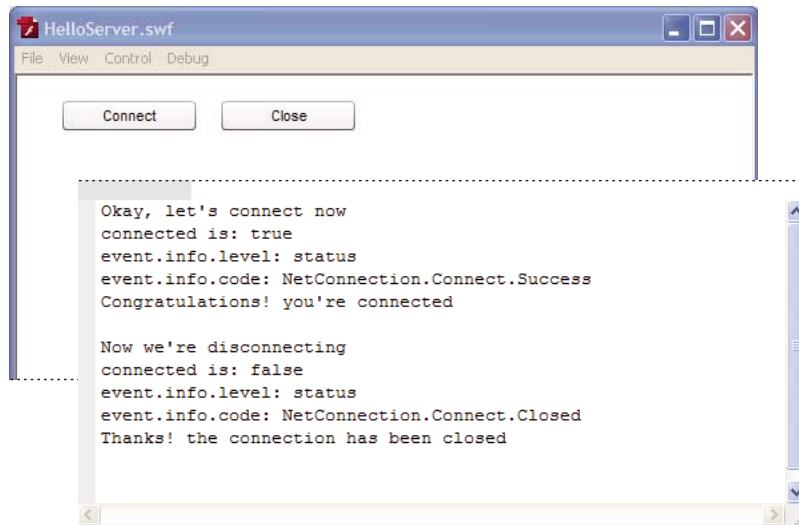 HelloServer.swf
File View Control Debug
Connect Close
Okay, let's connect now
connected is: true
event.info.level: status
event.info.code: NetConnection.Connect.Success
Congratulations! you're connected
Now we're disconnecting
connected is: false
event.info.level: status
event.info.code: NetConnection.Connect.Closed
Thanks! the connection has been closed